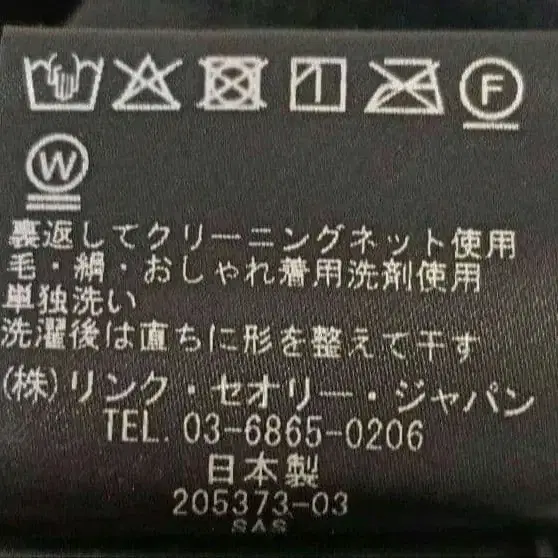 F
W
裏返してクリーニングネット使用
毛・絹・おしゃれ着用洗剤使用
単独洗い
洗濯後は直ちに形を整えて干す
(株)リンク・セオリー・ジャパン
TEL. 03-6865-0206
日本製
205373-03
SAS